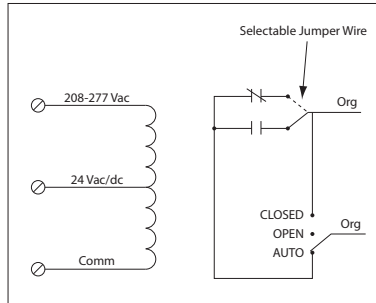 Selectable Jumper Wire
208-277 Vac
Org
24 Vac/dc
CLOSED
OPEN
Org
AUTO
Comm